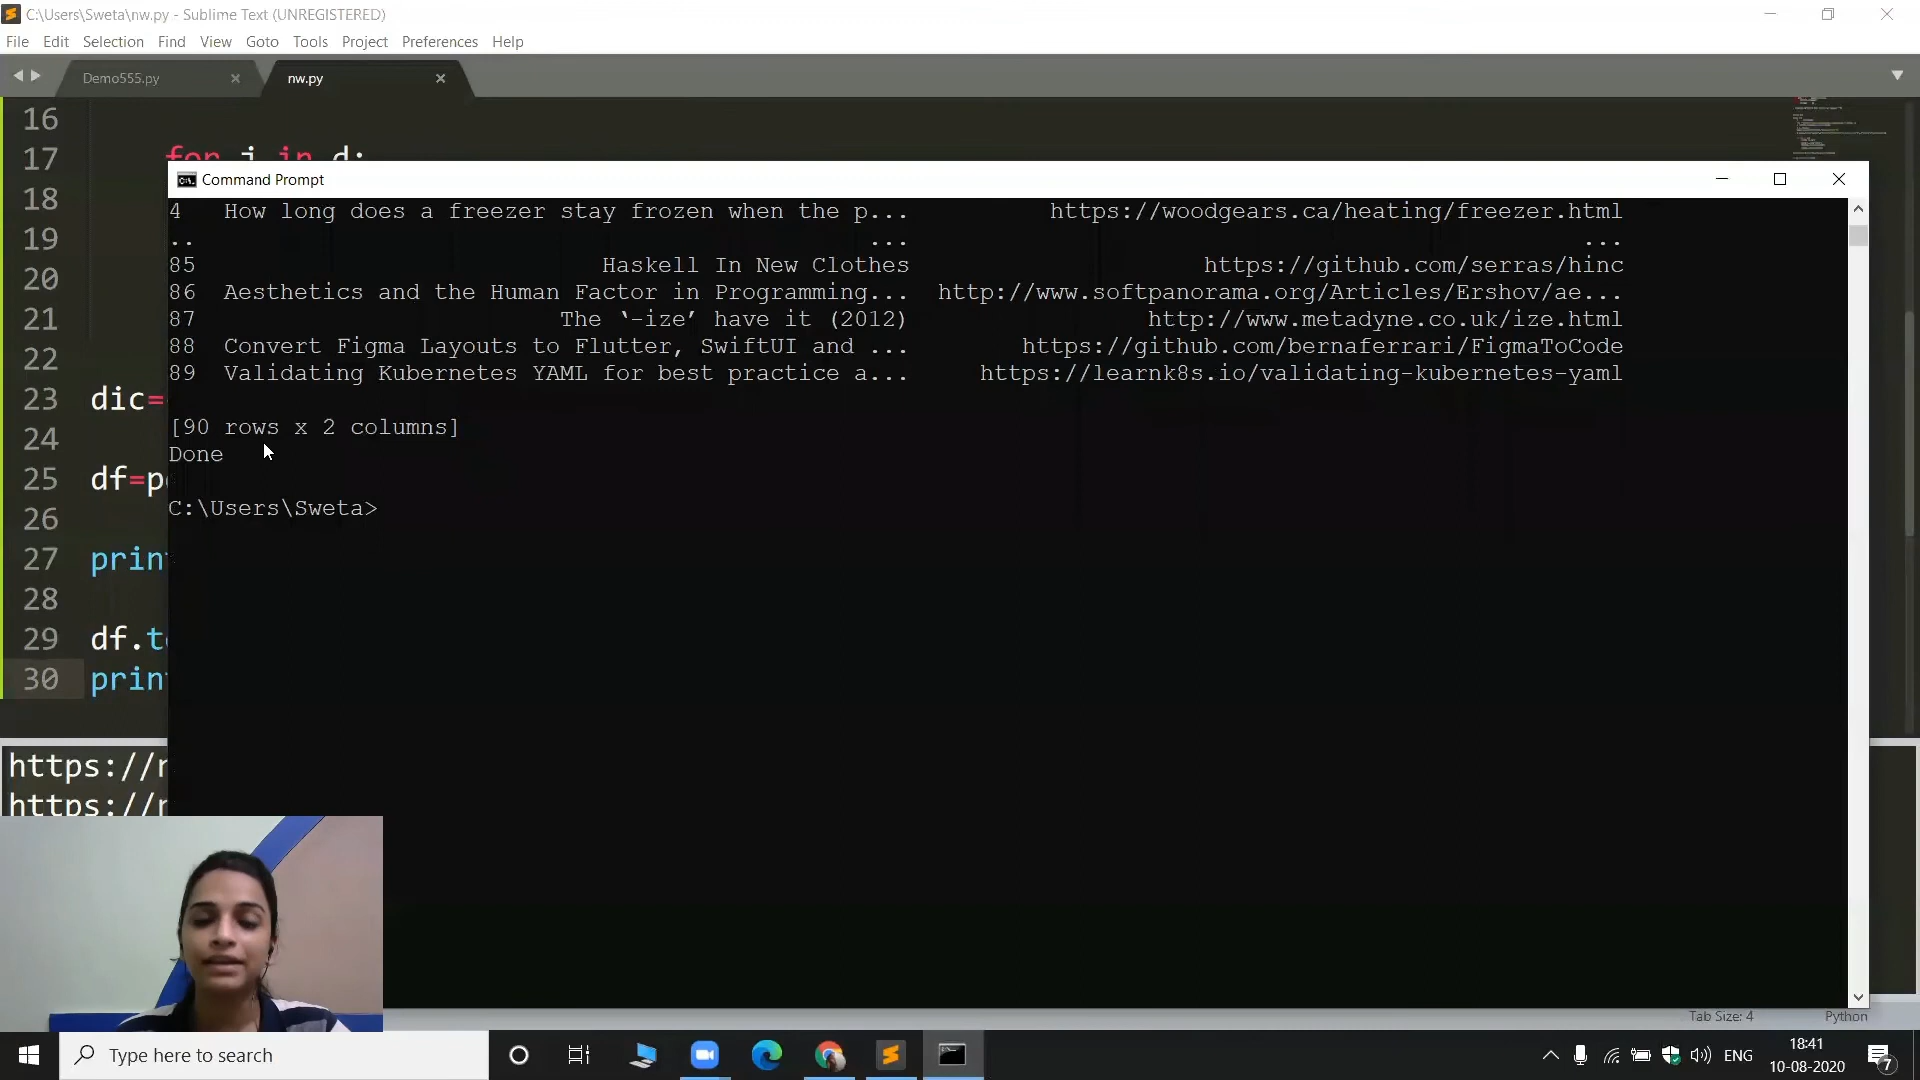 C:\Users\Sweta\nw.py - Sublime Text (UNREGISTERED)
File Edit Selection Find View Goto Tools Project Preferences Help
Demo555.py
nw.py
16
17 for i in d:
18
19
20
21
22
23 dic=
24
25 df=p
26
27 prin
28
29 df.t
30 prin
Command Prompt
4 How long does a freezer stay frozen when the p... https://woodgears.ca/heating/freezer.html
.. ... ...
85 Haskell In New Clothes https://github.com/serras/hinc
86 Aesthetics and the Human Factor in Programming... http://www.softpanorama.org/Articles/Ershov/ae...
87 The ‘-ize’ have it (2012) http://www.metadyne.co.uk/ize.html
88 Convert Figma Layouts to Flutter, SwiftUI and ... https://github.com/bernaferrari/FigmaToCode
89 Validating Kubernetes YAML for best practice a... https://learnk8s.io/validating-kubernetes-yaml
[90 rows x 2 columns]
Done
C:\Users\Sweta>
https://
https://
Tab Size: 4 Python
Type here to search
ENG
18:41
10-08-2020
7